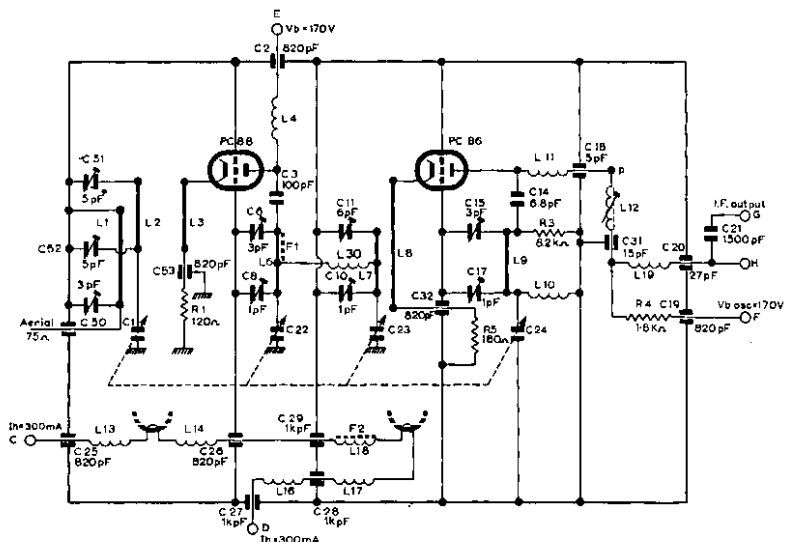 E
Vb=170V
C2
820pF
L4
PC88
PC86
L11
C18
5pF
p
C51
5pF
C3
100pF
C14
6.8pF
L12
I.F. output
G
C6
3pF
F1
C11
6pF
C15
3pF
R3
8.2kΩ
C31
15pF
C21
1500pF
L1
L2
L3
L8
L9
C52
5pF
L5
L30
L7
L19
C20
27pF
H
C53
820pF
C8
1pF
C10
1pF
C17
1pF
L10
3pF
C50
Aerial
75Ω
C1
R1
120Ω
C22
C23
C32
820pF
R5
180Ω
C24
R4
1.8KΩ
C19
820pF
Vb osc=170V
F
Ih=300mA
C
L13
L14
C29
1kpF
F2
L18
C25
820pF
C26
820pF
L16
L17
C27
1kpF
C28
1kpF
D
Ih=300mA